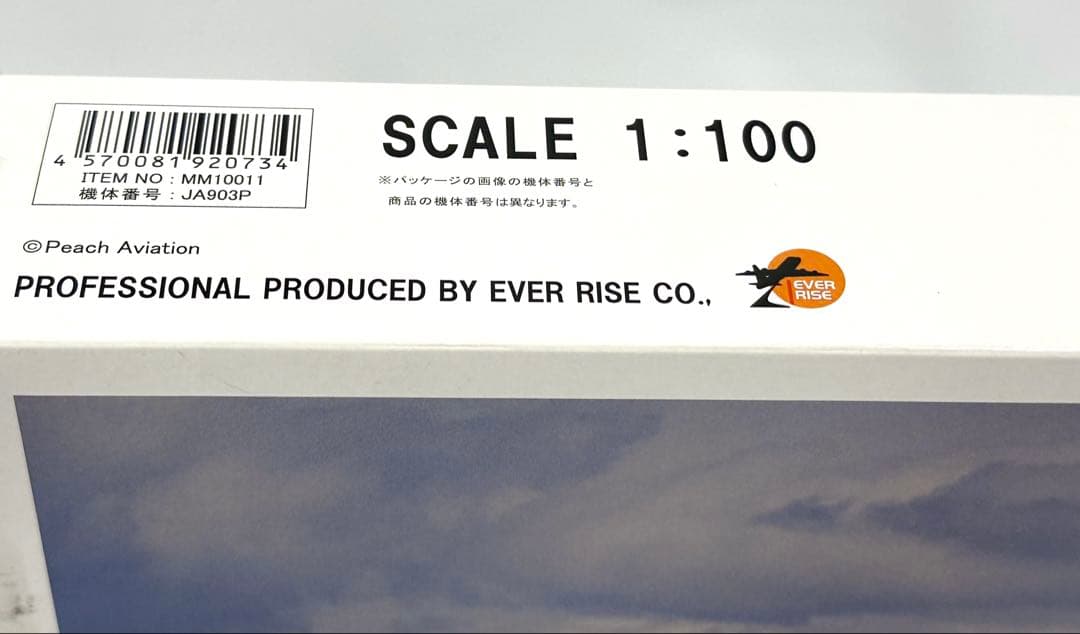 4 570081 920734
ITEM NO : MM10011
機体番号 : JA903P
SCALE 1:100
※パッケージの画像の機体番号と
商品の機体番号は異なります。
©Peach Aviation
PROFESSIONAL PRODUCED BY EVER RISE CO.,
EVER
RISE